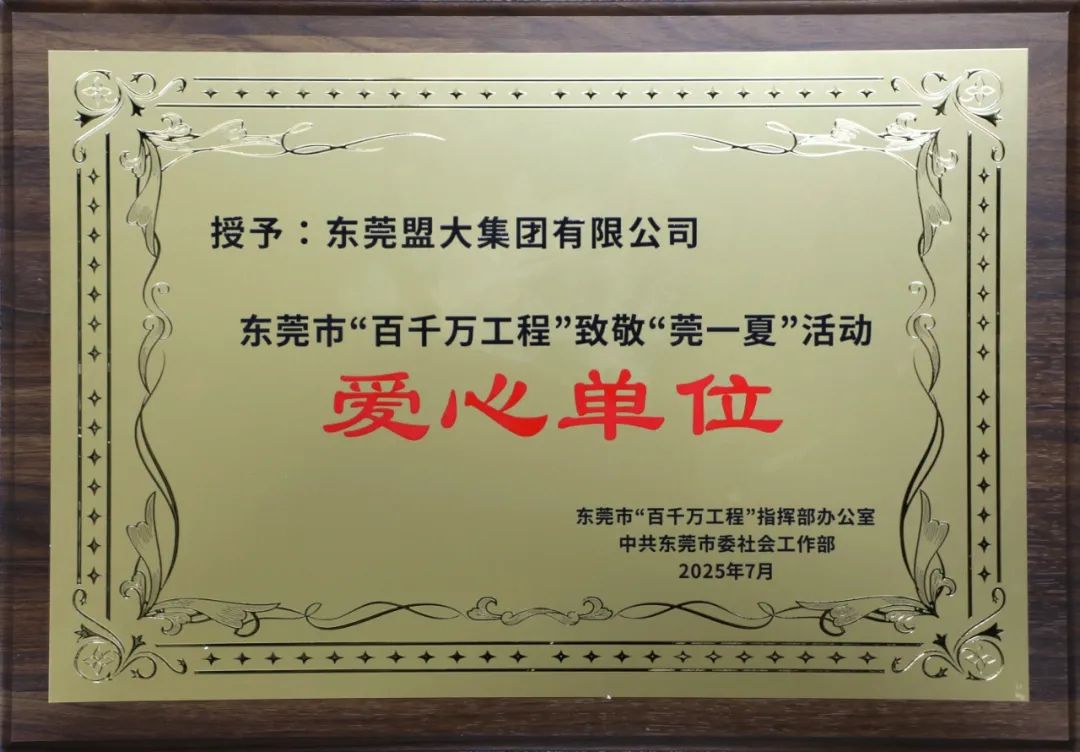 授予：东莞盟大集团有限公司
东莞市“百千万工程”致敬“莞一夏”活动
爱心单位
东莞市“百千万工程”指挥部办公室
中共东莞市委社会工作部
2025年7月